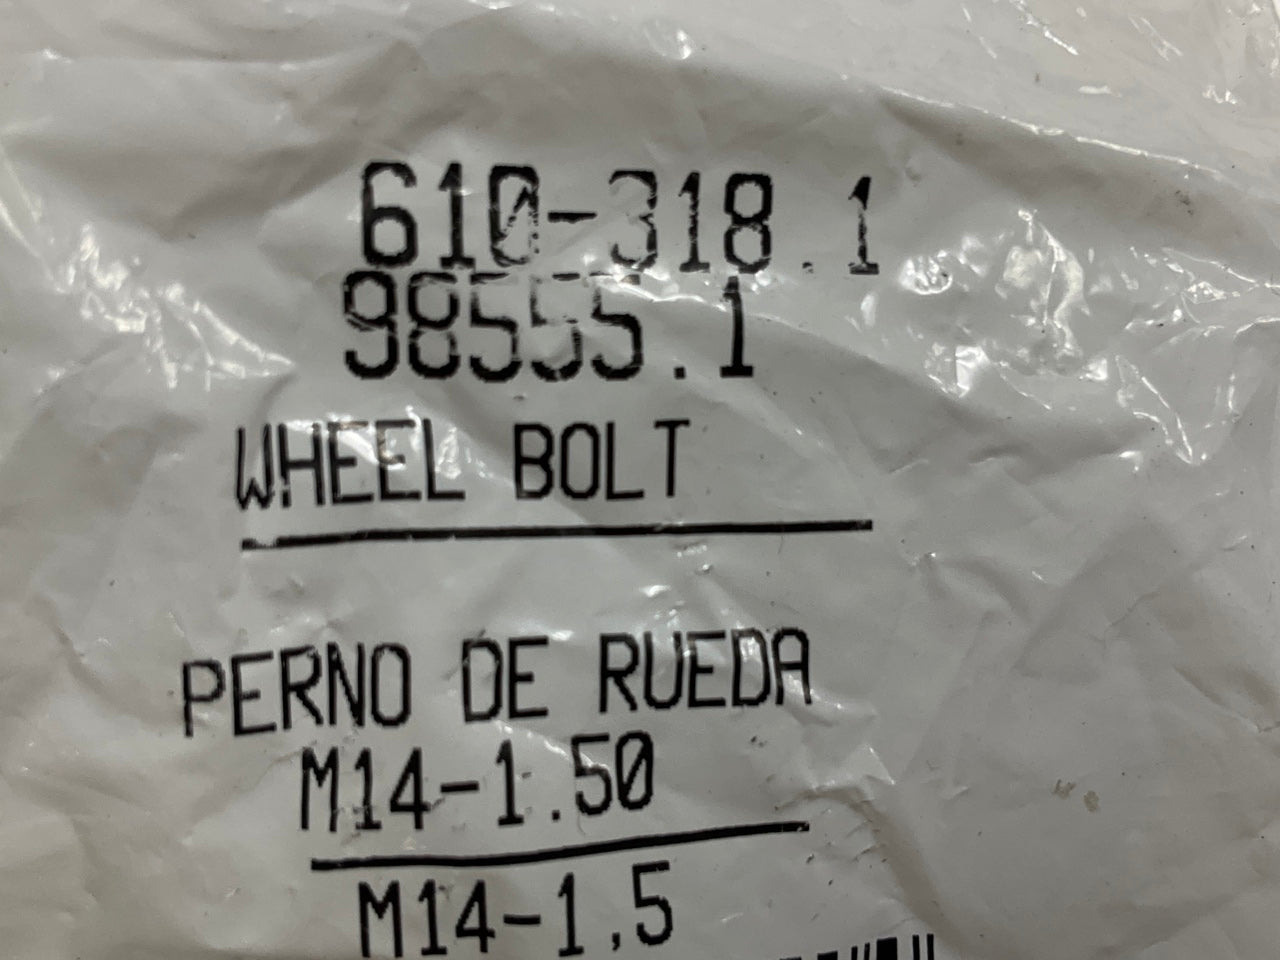 610-318.1
98555.1
WHEEL BOLT
PERNO DE RUEDA
M14-1.50
M14-1,5